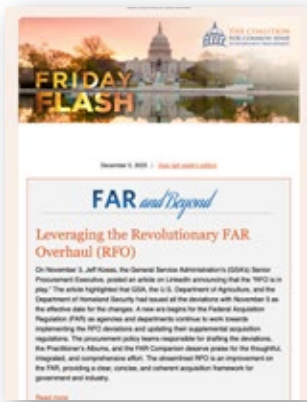 THE COALITION
FOR COMMON SENSE
IN GOVERNMENT PROCUREMENT
FRIDAY
FLASH
December 5, 2025 | View last week's edition
FAR and Beyond
Leveraging the Revolutionary FAR
Overhaul (RFO)
On November 3, Jeff Koses, the General Service Administration's (GSA's) Senior
Procurement Executive, posted an article on LinkedIn announcing that the "RFO is in
play." The article highlighted that GSA, the U.S. Department of Agriculture, and the
Department of Homeland Security had issued all the deviations with November 3 as
the effective date for the changes. A new era begins for the Federal Acquisition
Regulation (FAR) as agencies and departments continue to work towards
implementing the RFO deviations and updating their supplemental acquisition
regulations. The procurement policy teams responsible for drafting the deviations,
the Practitioner's Albums, and the FAR Companion deserve praise for the thoughtful,
integrated, and comprehensive effort. The streamlined RFO is an improvement on
the FAR, providing a clear, concise, and coherent acquisition framework for
government and industry.
Read more